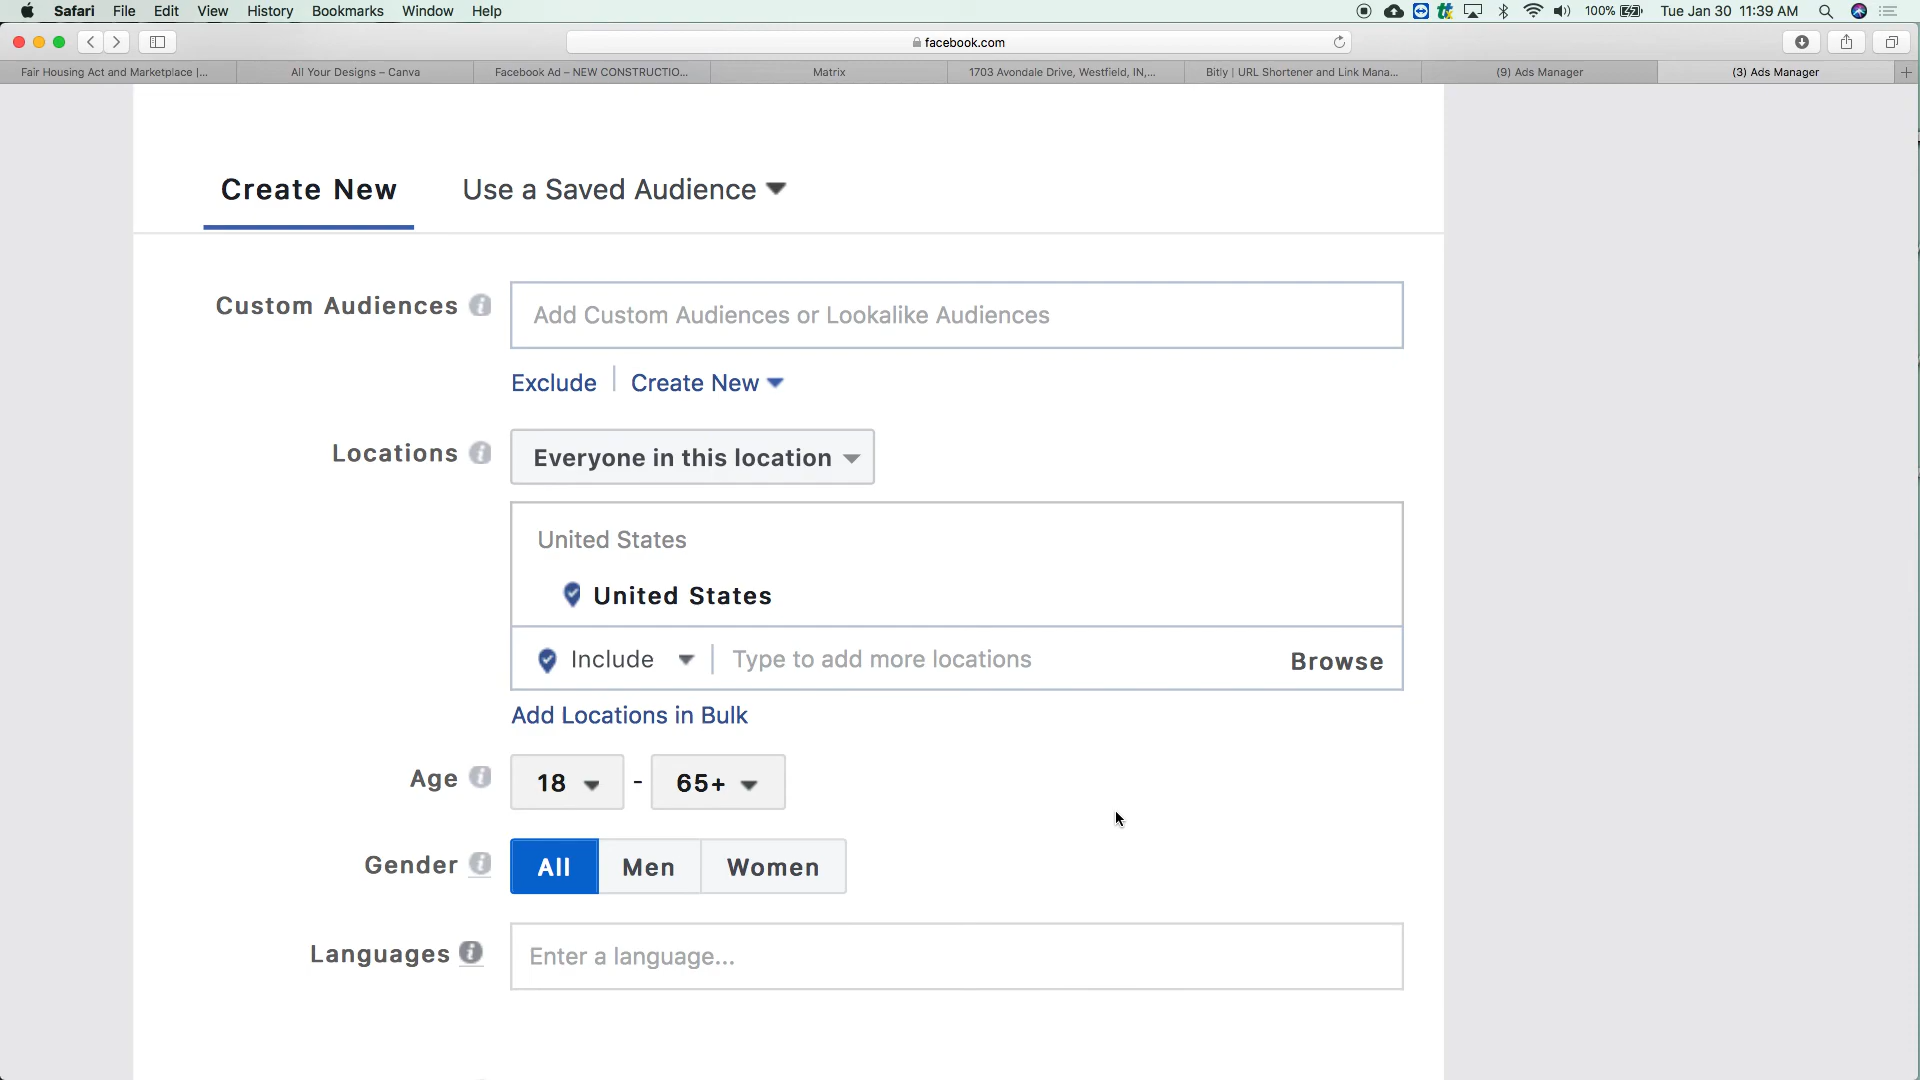 Safari File Edit View History Bookmarks Window Help 100% Tue Jan 30 11:39 AM
facebook.com
Fair Housing Act and Marketplace |... All Your Designs – Canva Facebook Ad – NEW CONSTRUCTIO... Matrix 1703 Avondale Drive, Westfield, IN,... Bitly | URL Shortener and Link Mana... (9) Ads Manager (3) Ads Manager
Create New Use a Saved Audience
Custom Audiences Add Custom Audiences or Lookalike Audiences
Exclude Create New
Locations Everyone in this location
United States
United States
Include Type to add more locations Browse
Add Locations in Bulk
Age 18 - 65+
Gender All Men Women
Languages Enter a language...